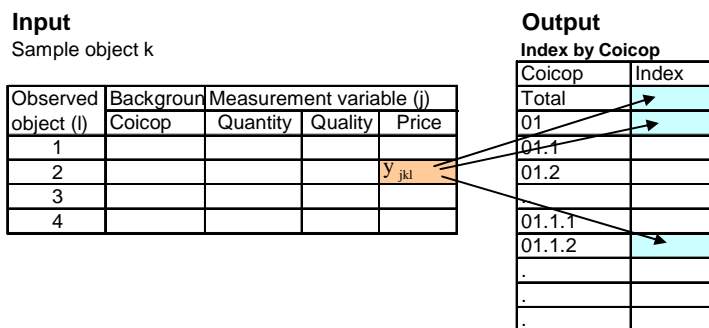 Input
Sample object k
Observed object (l) Backgroun Measurement variable (j)
Coicop Quantity Quality Price
1
2 y jkl
3
4
Output
Index by Coicop
Coicop Index
Total
01
01.1
01.2
..
01.1.1
01.1.2
.
.
.